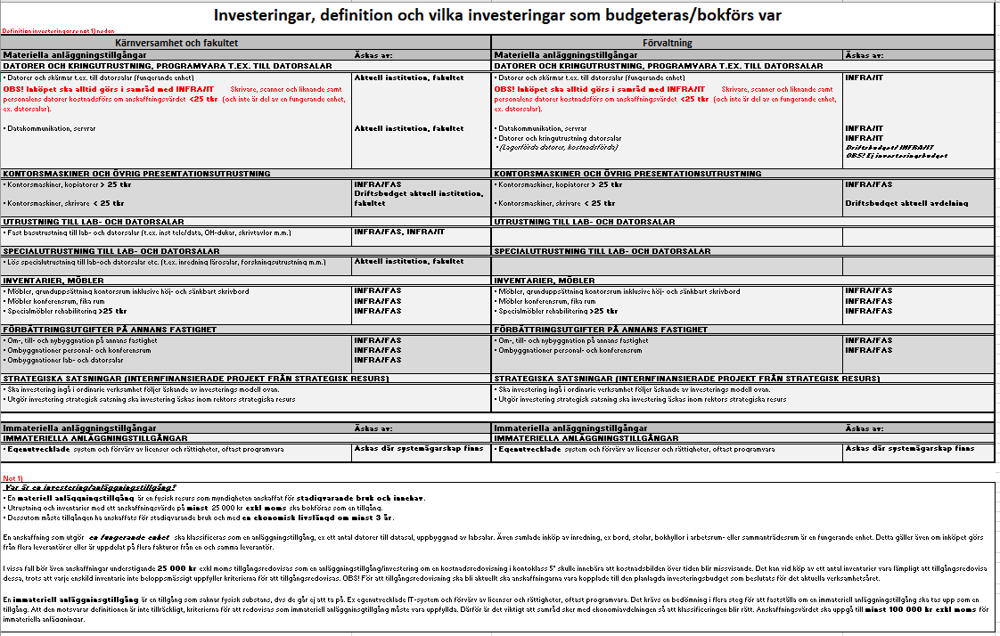 Investeringar, definition och vilka investeringar som budgeteras/bokförs var
Definition investeringar se not 1) nedan
Kärnversamhet och fakultet
Förvaltning
Materiella anläggningstillgångar
Äskas av:
Materiella anläggningstillgångar
Äskas av:
DATORER OCH KRINGUTRUSTNING, PROGRAMVARA T.EX. TILL DATORSALAR
DATORER OCH KRINGUTRUSTNING, PROGRAMVARA T.EX. TILL DATORSALAR
• Datorer och skärmar t.ex. till datorsalar (fungerande enhet)
Aktuell institution, fakultet
• Datorer och skärmar t.ex. till datorsalar (fungerande enhet)
INFRA/IT
OBS! Inköpet ska alltid görs i samråd med INFRA/IT Skrivare, scanner och liknande samt
personalens datorer kostnadsförs om anskaffningsvärdet <25 tkr (och inte är del av en fungerande enhet,
ex. datorsalar).
OBS! Inköpet ska alltid görs i samråd med INFRA/IT Skrivare, scanner och liknande samt
personalens datorer kostnadsförs om anskaffningsvärdet <25 tkr (och inte är del av en fungerande enhet,
ex. datorsalar).
• Datakommunikation, servrar
Aktuell institution, fakultet
• Datakommunikation, servrar
INFRA/IT
• Datorer och kringutrustning datorsalar
INFRA/IT
• (Lagerförda datorer, kostnadsförda)
Driftsbudget/ INFRA/IT
OBS! Ej investeringsbudget
KONTORSMASKINER OCH ÖVRIG PRESENTATIONSUTRUSTNING
KONTORSMASKINER OCH ÖVRIG PRESENTATIONSUTRUSTNING
• Kontorsmaskiner, kopiatorer > 25 tkr
INFRA/FAS
• Kontorsmaskiner, kopiatorer > 25 tkr
INFRA/FAS
• Kontorsmaskiner, skrivare < 25 tkr
Driftsbudget aktuell institution,
fakultet
• Kontorsmaskiner, skrivare < 25 tkr
Driftsbudget aktuell avdelning
UTRUSTNING TILL LAB- OCH DATORSALAR
UTRUSTNING TILL LAB- OCH DATORSALAR
• Fast basutrustning till lab- och datorsalar (t.ex. inst tele/data, OH-dukar, skrivtavlor m.m.)
INFRA/FAS, INFRA/IT
SPECIALUTRUSTNING TILL LAB- OCH DATORSALAR
SPECIALUTRUSTNING TILL LAB- OCH DATORSALAR
• Lös specialutrustning till lab-och datorsalar etc. (t.ex. inredning lärosalar, forskningsutrustning m.m.)
Aktuell institution, fakultet
INVENTARIER, MÖBLER
INVENTARIER, MÖBLER
• Möbler, grunduppsättning kontorsrum inklusive höj- och sänkbart skrivbord
INFRA/FAS
• Möbler, grunduppsättning kontorsrum inklusive höj- och sänkbart skrivbord
INFRA/FAS
• Möbler konferensrum, fika rum
INFRA/FAS
• Möbler konferensrum, fika rum
INFRA/FAS
• Specialmöbler rehabilitering >25 tkr
INFRA/FAS
• Specialmöbler rehabilitering >25 tkr
INFRA/FAS
FÖRBÄTTRINGSUTGIFTER PÅ ANNANS FASTIGHET
FÖRBÄTTRINGSUTGIFTER PÅ ANNANS FASTIGHET
• Om-, till- och nybyggnation på annans fastighet
INFRA/FAS
• Om-, till- och nybyggnation på annans fastighet
INFRA/FAS
• Ombyggnationer personal- och konferensrum
INFRA/FAS
• Ombyggnationer personal- och konferensrum
INFRA/FAS
• Ombyggnationer lab- och datorsalar
INFRA/FAS
STRATEGISKA SATSNINGAR (INTERNFINANSIERADE PROJEKT FRÅN STRATEGISK RESURS)
STRATEGISKA SATSNINGAR (INTERNFINANSIERADE PROJEKT FRÅN STRATEGISK RESURS)
• Ska investering ingå i ordinarie verksamhet följer äskande av investerings modell ovan.
• Ska investering ingå i ordinarie verksamhet följer äskande av investerings modell ovan.
• Utgör investering strategisk satsning ska investering äskas inom rektors strategiska resurs
• Utgör investering strategisk satsning ska investering äskas inom rektors strategiska resurs
Immateriella anläggningstillgångar
Äskas av:
Immateriella anläggningstillgångar
Äskas av:
IMMATERIELLA ANLÄGGNINGSTILLGÅNGAR
IMMATERIELLA ANLÄGGNINGSTILLGÅNGAR
• Egenutvecklade system och förvärv av licenser och rättigheter, oftast programvara
Äskas där systemägarskap finns
• Egenutvecklade system och förvärv av licenser och rättigheter, oftast programvara
Äskas där systemägarskap finns
Not 1)
Var är en investering/anläggningstillgång?
• En materiell anläggningstillgång är en fysisk resurs som myndigheten anskaffat för stadigvarande bruk och innehav.
• Utrustning och inventarier med ett anskaffningsvärde på minst 25 000 kr exkl moms ska bokföras som en tillgång.
• Dessutom måste tillgången ha anskaffats för stadigvarande bruk och med en ekonomisk livslängd om minst 3 år.
En anskaffning som utgör en fungerande enhet ska klassificeras som en anläggningstillgång, ex ett antal datorer till datasal, uppbyggnad av labsalar. Även samlade inköp av inredning, ex bord, stolar, bokhyllor i arbetsrum- eller sammanträdesrum är en fungerande enhet. Detta gäller även om inköpet görs
från flera leverantörer eller är uppdelat på flera fakturor från en och samma leverantör.
I vissa fall bör även anskaffningar understigande 25 000 kr exkl moms tillgångsredovisas som en anläggningstillgång/investering om en kostnadsredovisning i kontoklass 5" skulle innebära att kostnadsbilden över tiden blir missvisande. Det kan vid köp av ett antal inventarier vara lämpligt att tillgångsredovisa
dessa, trots att varje enskild inventarie inte beloppsmässigt uppfyller kriterierna för att tillgångsredovisas. OBS! För att tillgångsredovisning ska bli aktuellt ska anskaffningarna vara kopplade till den planlagda investeringsbudget som beslutats för det aktuella verksamhetsåret.
En immateriell anläggningsgtillgång är en tillgång som saknar fysisk substans, dvs de går ej att ta på. Ex egenutvecklade IT-system och förvärv av licenser och rättigheter, oftast programvara. Det krävs en bedömning i flera steg för att fastställa om en immateriell anläggningstillgång ska tas upp som en
tillgång. Att den motsvarar definitionen är inte tillräckligt, kriterierna för att redovisas som immateriell anläggningstillgång måste vara uppfyllda. Därför är det viktigt att samråd sker med ekonomiavdelningen så att klassificeringen blir rätt. Anskaffningsvärdet ska uppgå till minst 100 000 kr exkl moms för
immateriella anläggningar.